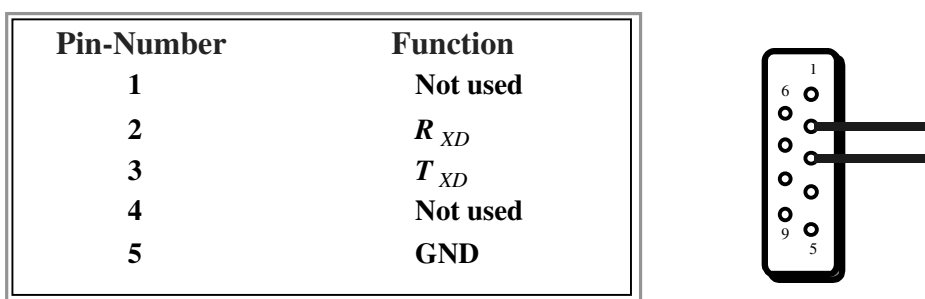 Pin-Number Function
1 Not used
2 R XD
3 T XD
4 Not used
5 GND
1
6
9
5